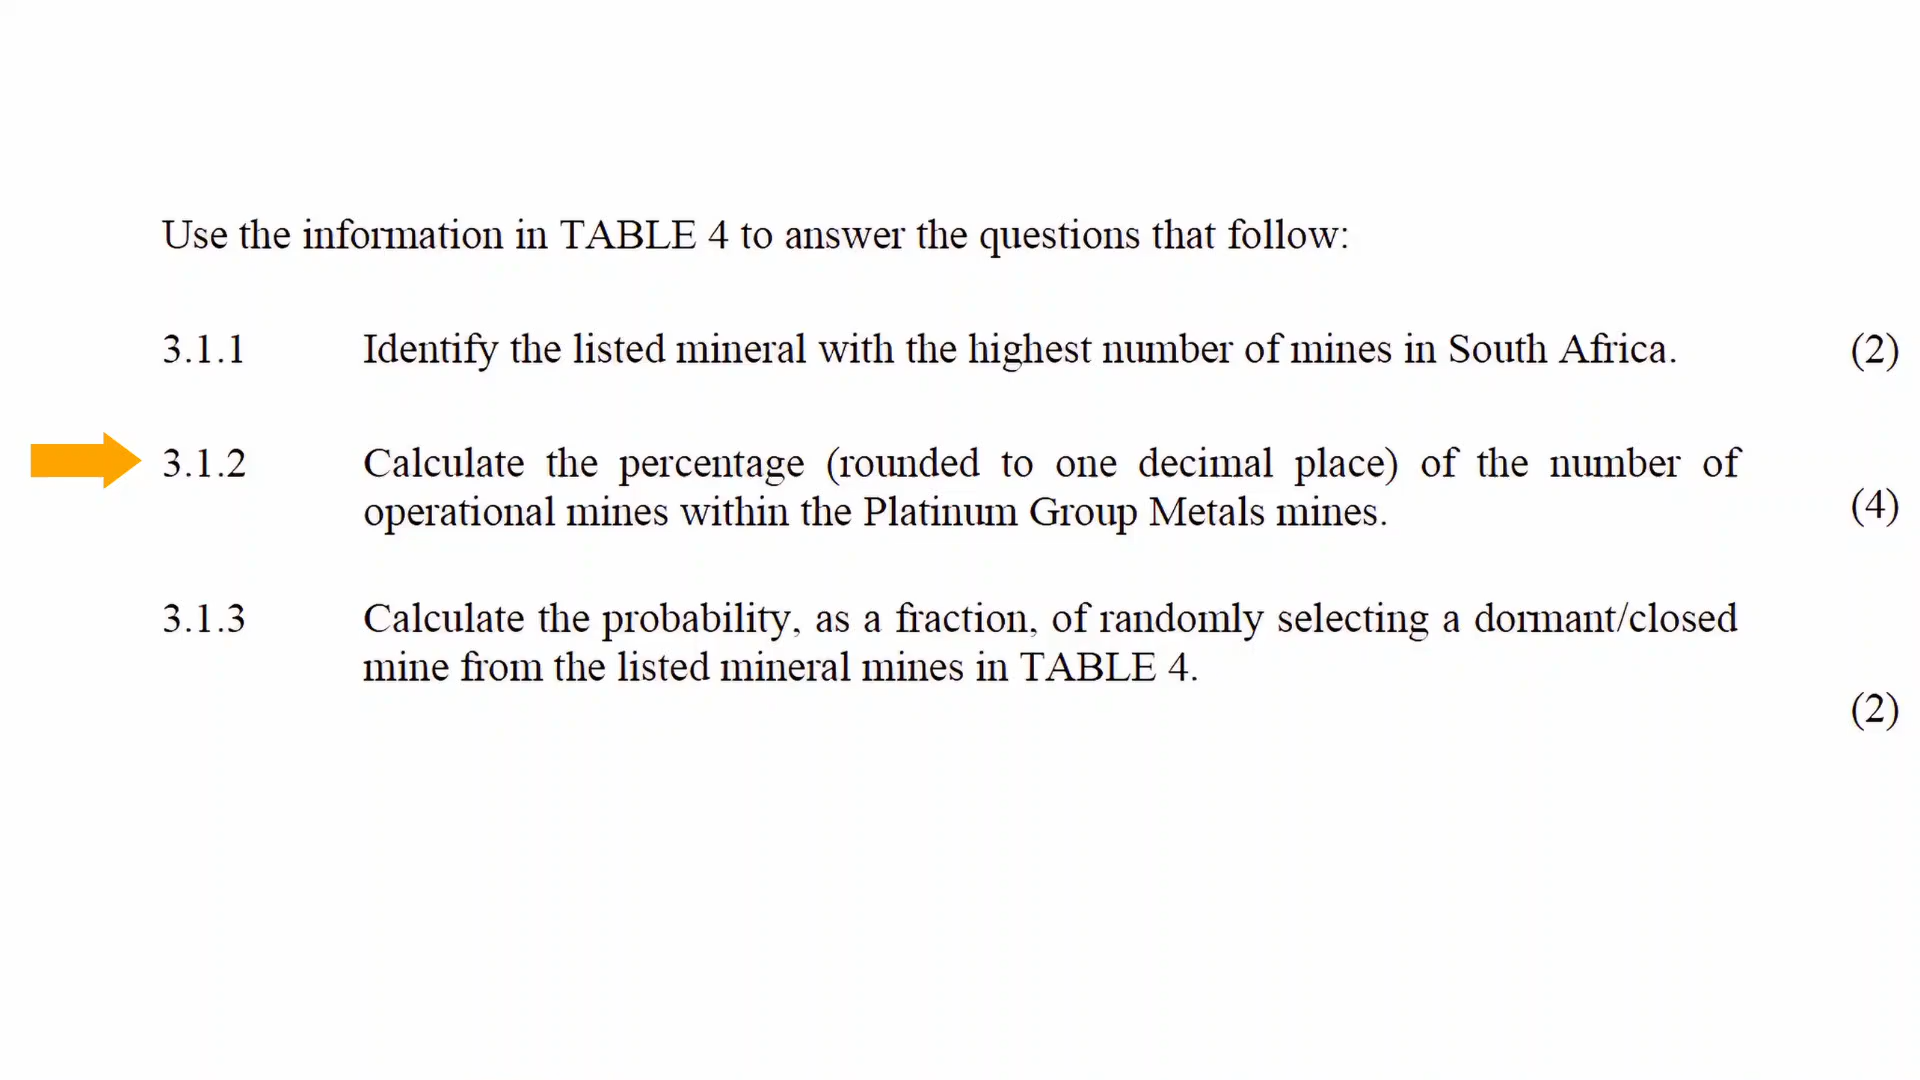 Use the information in TABLE 4 to answer the questions that follow:
3.1.1 Identify the listed mineral with the highest number of mines in South Africa. (2)
3.1.2 Calculate the percentage (rounded to one decimal place) of the number of
operational mines within the Platinum Group Metals mines. (4)
3.1.3 Calculate the probability, as a fraction, of randomly selecting a dormant/closed
mine from the listed mineral mines in TABLE 4.
(2)